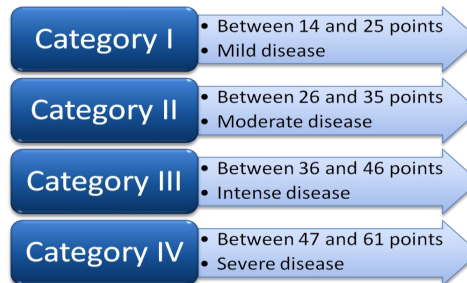 Category I
• Between 14 and 25 points
• Mild disease
Category II
• Between 26 and 35 points
• Moderate disease
Category III
• Between 36 and 46 points
• Intense disease
Category IV
• Between 47 and 61 points
• Severe disease